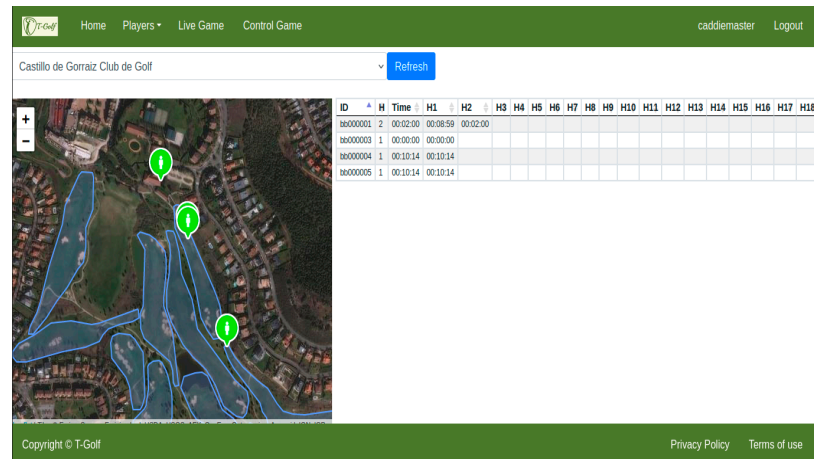 T-Golf Home Players Live Game Control Game caddiemaster Logout
Castillo de Gorraiz Club de Golf Refresh
+
−
ID H Time H1 H2 H3 H4 H5 H6 H7 H8 H9 H10 H11 H12 H13 H14 H15 H16 H17 H18
bb000001 2 00:02:00 00:08:59 00:02:00
bb000003 1 00:00:00 00:00:00
bb000004 1 00:10:14 00:10:14
bb000005 1 00:10:14 00:10:14
Copyright © T-Golf Privacy Policy Terms of use